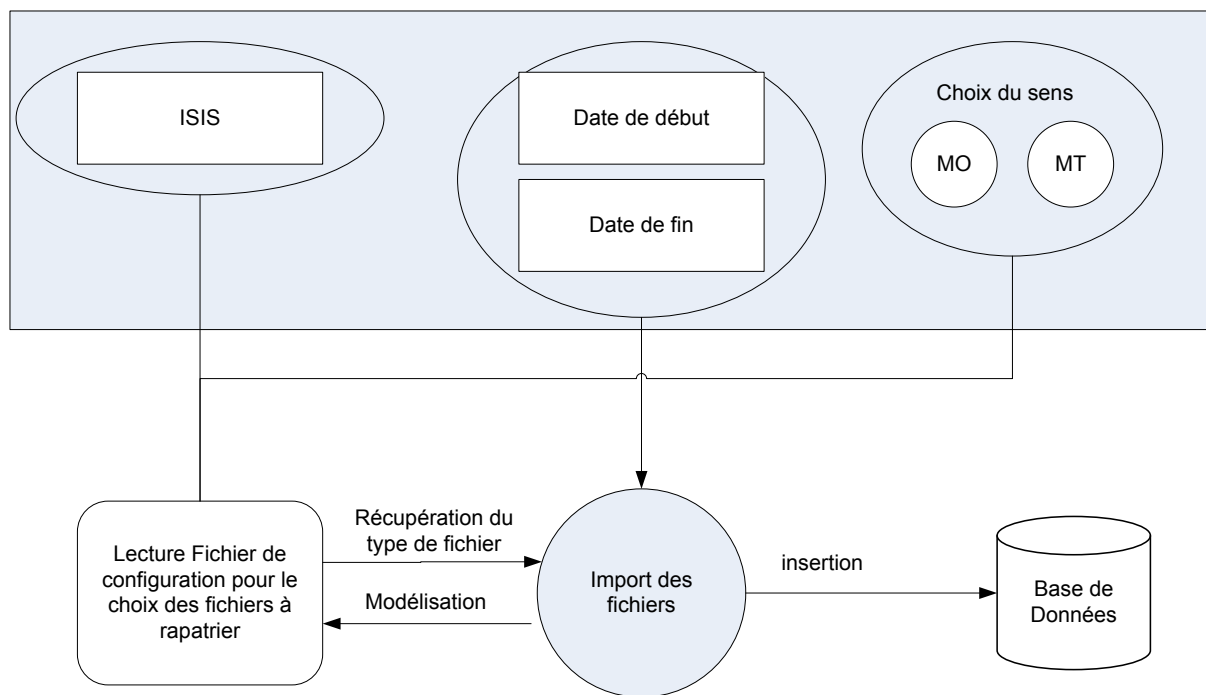 ISIS
Date de début
Date de fin
Choix du sens
MO
MT
Lecture Fichier de
configuration pour le
choix des fichiers à
rapatrier
Récupération du
type de fichier
Modélisation
Import des
fichiers
insertion
Base de
Données